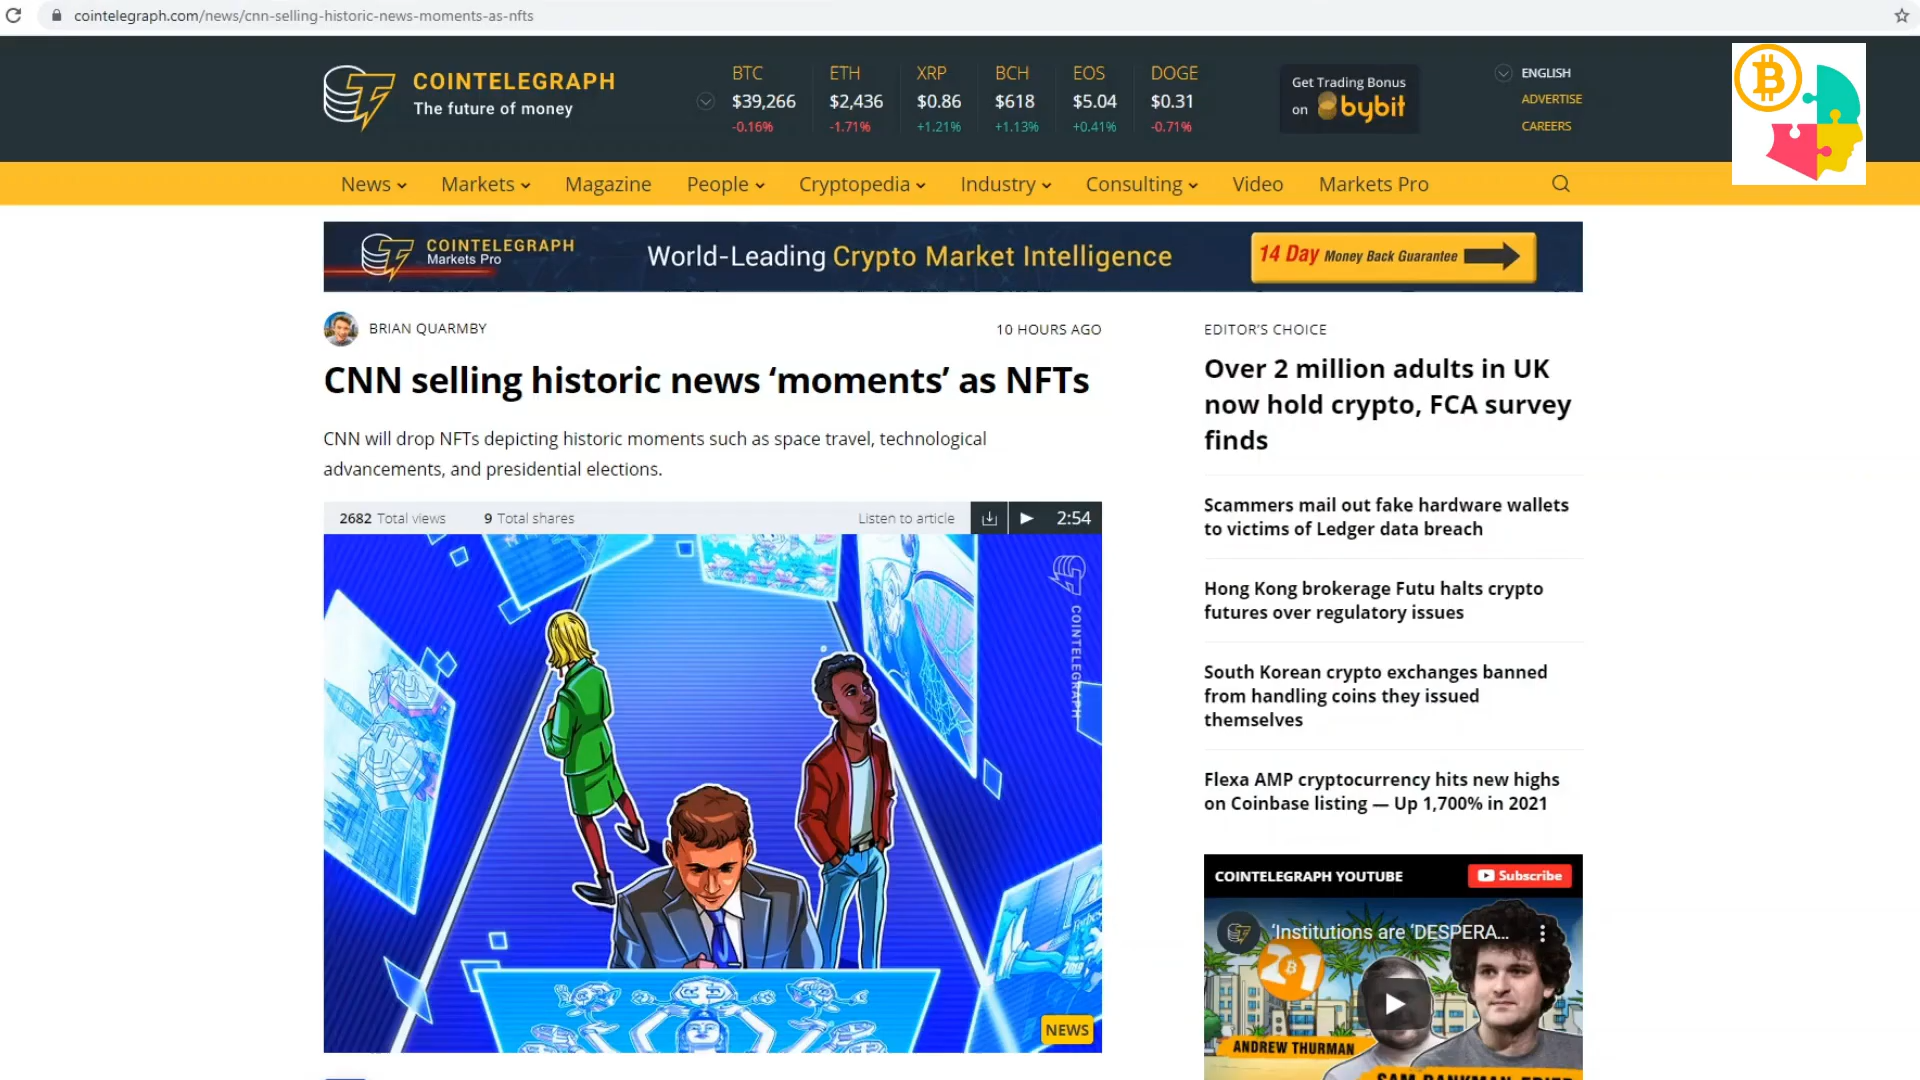 cointelegraph.com/news/cnn-selling-historic-news-moments-as-nfts
COINTELEGRAPH
The future of money
BTC ETH XRP BCH EOS DOGE
$39,266 $2,436 $0.86 $618 $5.04 $0.31
-0.16% -1.71% +1.21% +1.13% +0.41% -0.71%
Get Trading Bonus
on bybit
ENGLISH
ADVERTISE
CAREERS
News Markets Magazine People Cryptopedia Industry Consulting Video Markets Pro
COINTELEGRAPH
Markets Pro
World-Leading Crypto Market Intelligence
14 Day Money Back Guarantee
BRIAN QUARMBY
10 HOURS AGO
CNN selling historic news ‘moments’ as NFTs
CNN will drop NFTs depicting historic moments such as space travel, technological
advancements, and presidential elections.
2682 Total views 9 Total shares Listen to article 2:54
COINTELEGRAPH
Forbes
2019
NEWS
EDITOR'S CHOICE
Over 2 million adults in UK
now hold crypto, FCA survey
finds
Scammers mail out fake hardware wallets
to victims of Ledger data breach
Hong Kong brokerage Futu halts crypto
futures over regulatory issues
South Korean crypto exchanges banned
from handling coins they issued
themselves
Flexa AMP cryptocurrency hits new highs
on Coinbase listing — Up 1,700% in 2021
COINTELEGRAPH YOUTUBE
Subscribe
‘Institutions are ‘DESPERA...
21
ANDREW THURMAN
SAM BANKMAN-FRIED